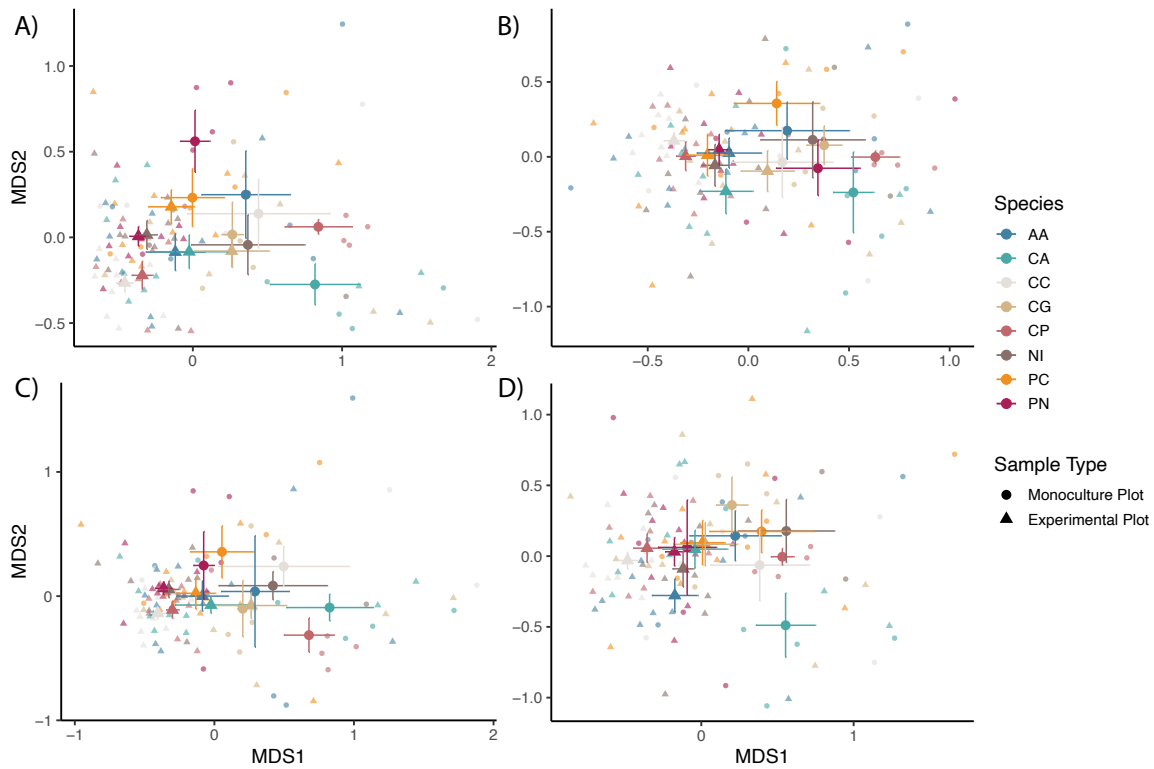 A)
B)
MDS2
1.0
0.5
0.0
−0.5
0
1
2
0.5
0.0
−0.5
−1.0
−0.5
0.0
0.5
1.0
Species
AA
CA
CC
CG
CP
NI
PC
PN
Sample Type
Monoculture Plot
Experimental Plot
C)
D)
MDS2
1
0
−1
−1
0
1
2
MDS1
1.0
0.5
0.0
−0.5
−1.0
0
1
MDS1